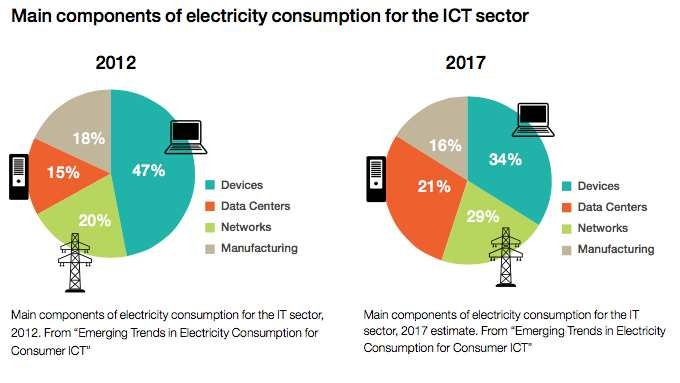 Main components of electricity consumption for the ICT sector
2012
2017
18%
47%
15%
20%
Devices
Data Centers
Networks
Manufacturing
16%
34%
21%
29%
Devices
Data Centers
Networks
Manufacturing
Main components of electricity consumption for the IT sector,
2012. From “Emerging Trends in Electricity Consumption for
Consumer ICT”
Main components of electricity consumption for the IT
sector, 2017 estimate. From “Emerging Trends in Electricity
Consumption for Consumer ICT”